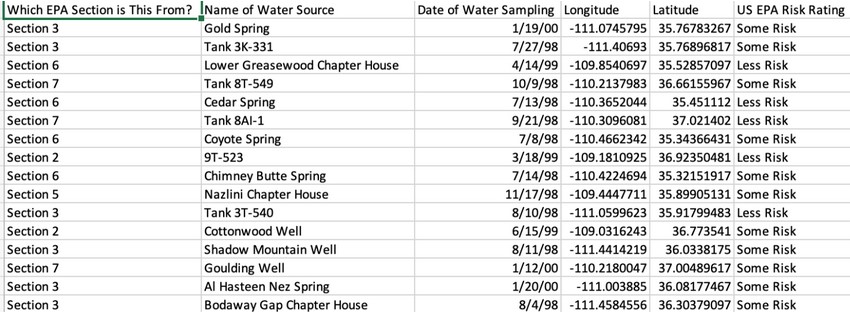 Which EPA Section is This From? Name of Water Source Date of Water Sampling Longitude Latitude US EPA Risk Rating
Section 3 Gold Spring 1/19/00 -111.0745795 35.76783267 Some Risk
Section 3 Tank 3K-331 7/27/98 -111.40693 35.76896817 Some Risk
Section 6 Lower Greasewood Chapter House 4/14/99 -109.8540697 35.52857097 Less Risk
Section 7 Tank 8T-549 10/9/98 -110.2137983 36.66155967 Some Risk
Section 6 Cedar Spring 7/13/98 -110.3652044 35.451112 Less Risk
Section 7 Tank 8AI-1 9/21/98 -110.3096081 37.021402 Less Risk
Section 6 Coyote Spring 7/8/98 -110.4662342 35.34366431 Some Risk
Section 2 9T-523 3/18/99 -109.1810925 36.92350481 Less Risk
Section 6 Chimney Butte Spring 7/14/98 -110.4224694 35.32151917 Some Risk
Section 5 Nazlini Chapter House 11/17/98 -109.4447711 35.89905131 Some Risk
Section 3 Tank 3T-540 8/10/98 -111.0599623 35.91799483 Less Risk
Section 2 Cottonwood Well 6/15/99 -109.0316243 36.773541 Some Risk
Section 3 Shadow Mountain Well 8/11/98 -111.4414219 36.0338175 Some Risk
Section 7 Goulding Well 1/12/00 -110.2180047 37.00489617 Some Risk
Section 3 Al Hasteen Nez Spring 1/20/00 -111.003885 36.08177467 Some Risk
Section 3 Bodaway Gap Chapter House 8/4/98 -111.4584556 36.30379097 Some Risk